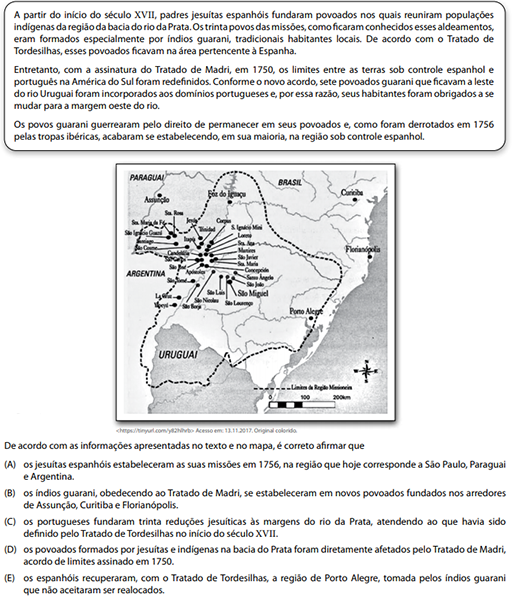 A partir do início do século XVII, padres jesuítas espanhóis fundaram povoados nos quais reuniram populações
indígenas da região da bacia do rio da Prata. Os trinta povos das missões, como ficaram conhecidos esses aldeamentos,
eram formados especialmente por índios guarani, tradicionais habitantes locais. De acordo com o Tratado de
Tordesilhas, esses povoados ficavam na área pertencente à Espanha.
Entretanto, com a assinatura do Tratado de Madri, em 1750, os limites entre as terras sob controle espanhol e
português na América do Sul foram redefinidos. Conforme o novo acordo, sete povoados guarani que ficavam a leste
do rio Uruguai foram incorporados aos domínios portugueses e, por essa razão, seus habitantes foram obrigados a se
mudar para a margem oeste do rio.
Os povos guarani guerrearam pelo direito de permanecer em seus povoados e, como foram derrotados em 1756
pelas tropas ibéricas, acabaram se estabelecendo, em sua maioria, na região sob controle espanhol.
PARAGUAI
BRASIL
Assunção
Foz do Iguaçu
Curitiba
Sta. Rosa
Sta. Maria da Fé
Jesus
Corpus
São Ignácio Guazú
Trinidad
S. Ignacio Mini
Santiago
Itapúa
Loreto
São Cosme
Sta. Ana
Candelária
Mártires
São Javier
São José
Sta. Maria
Florianópolis
ARGENTINA
Apóstoles
Concepción
Santo Ângelo
São João
São Luís
São Miguel
La Cruz
São Nicolau
São Lourenço
Yapeyú
São Borja
Porto Alegre
URUGUAI
Limites da Região Missioneira
0 100 200km
<https://tinyurl.com/y82hlhrb> Acesso em: 13.11.2017. Original colorido.
De acordo com as informações apresentadas no texto e no mapa, é correto afirmar que
(A) os jesuítas espanhóis estabeleceram as suas missões em 1756, na região que hoje corresponde a São Paulo, Paraguai
e Argentina.
(B) os índios guarani, obedecendo ao Tratado de Madri, se estabeleceram em novos povoados fundados nos arredores
de Assunção, Curitiba e Florianópolis.
(C) os portugueses fundaram trinta reduções jesuíticas às margens do rio da Prata, atendendo ao que havia sido
definido pelo Tratado de Tordesilhas no início do século XVII.
(D) os povoados formados por jesuítas e indígenas na bacia do Prata foram diretamente afetados pelo Tratado de Madri,
acordo de limites assinado em 1750.
(E) os espanhóis recuperaram, com o Tratado de Tordesilhas, a região de Porto Alegre, tomada pelos índios guarani
que não aceitaram ser realocados.